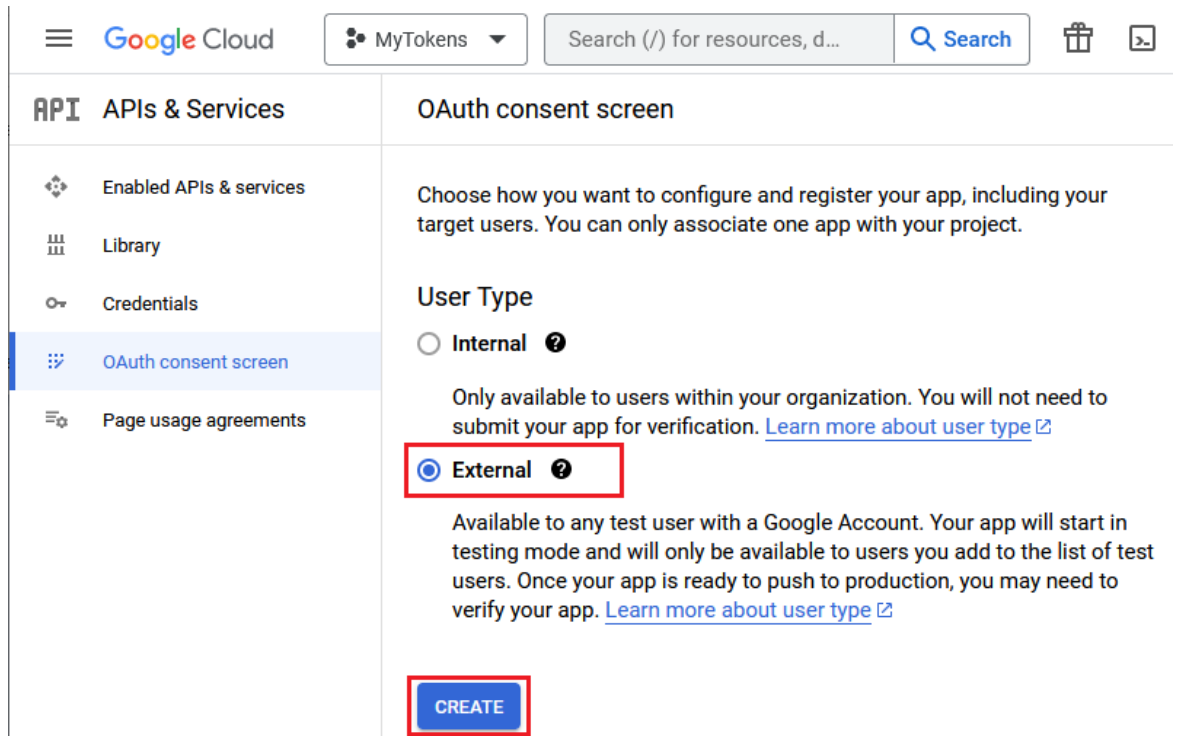 Google Cloud
MyTokens
Search (/) for resources, d...
Search
API APIs & Services
OAuth consent screen
Enabled APIs & services
Library
Credentials
OAuth consent screen
Page usage agreements
Choose how you want to configure and register your app, including your
target users. You can only associate one app with your project.
User Type
Internal
Only available to users within your organization. You will not need to
submit your app for verification. Learn more about user type
External
Available to any test user with a Google Account. Your app will start in
testing mode and will only be available to users you add to the list of test
users. Once your app is ready to push to production, you may need to
verify your app. Learn more about user type
CREATE